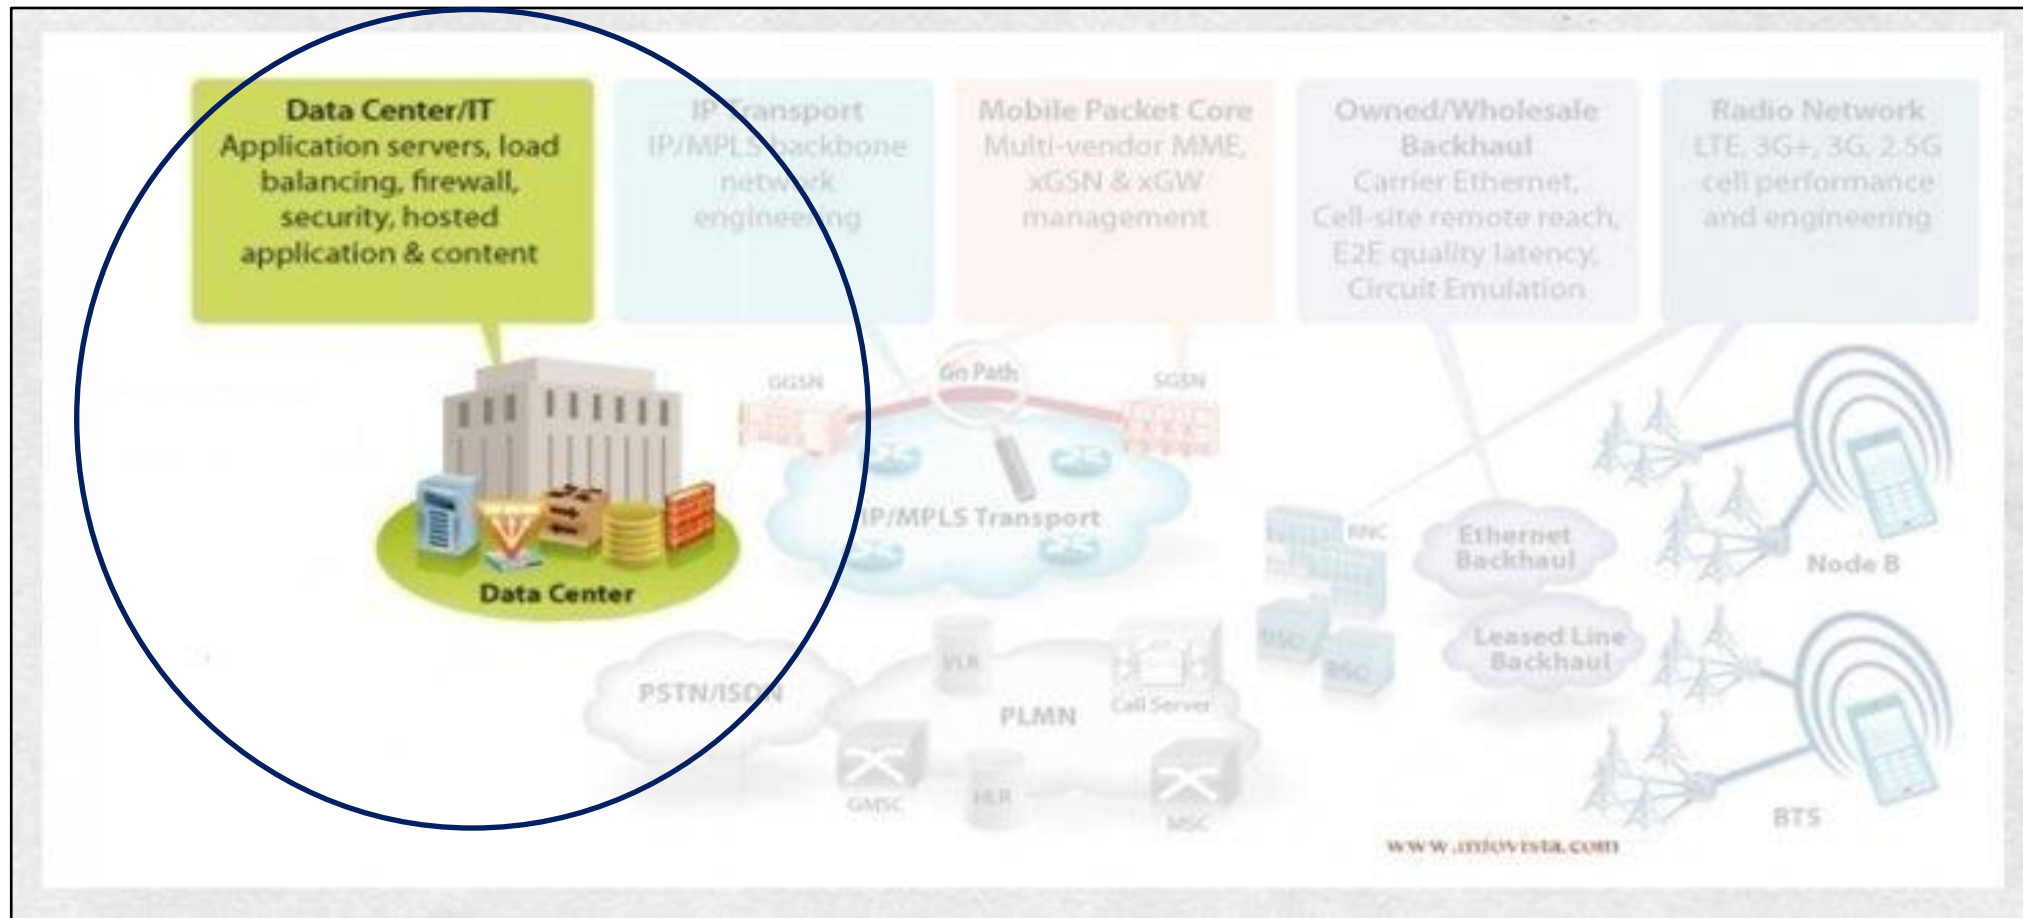 Data Center/IT
Application servers, load
balancing, firewall,
security, hosted
application & content
IP Transport
IP/MPLS backbone
network
engineering
Mobile Packet Core
Multi-vendor MME,
xGSN & xGW
management
Owned/Wholesale
Backhaul
Carrier Ethernet,
Cell-site remote reach,
E2E quality latency,
Circuit Emulation
Radio Network
LTE, 3G+, 3G, 2.5G
cell performance
and engineering
GGSN
Gn Path
SGSN
IP/MPLS Transport
Data Center
RNC
BSC
BSC
Ethernet
Backhaul
Leased Line
Backhaul
Node B
BTS
PSTN/ISDN
VLR
PLMN
Call Server
GMSC
HLR
MSC
www.infovista.com